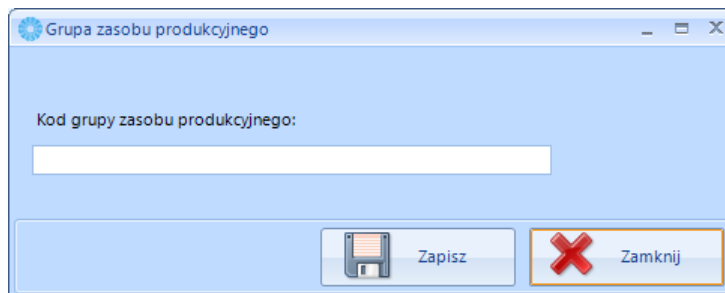 Grupa zasobu produkcyjnego
Kod grupy zasobu produkcyjnego:
Zapisz
Zamknij